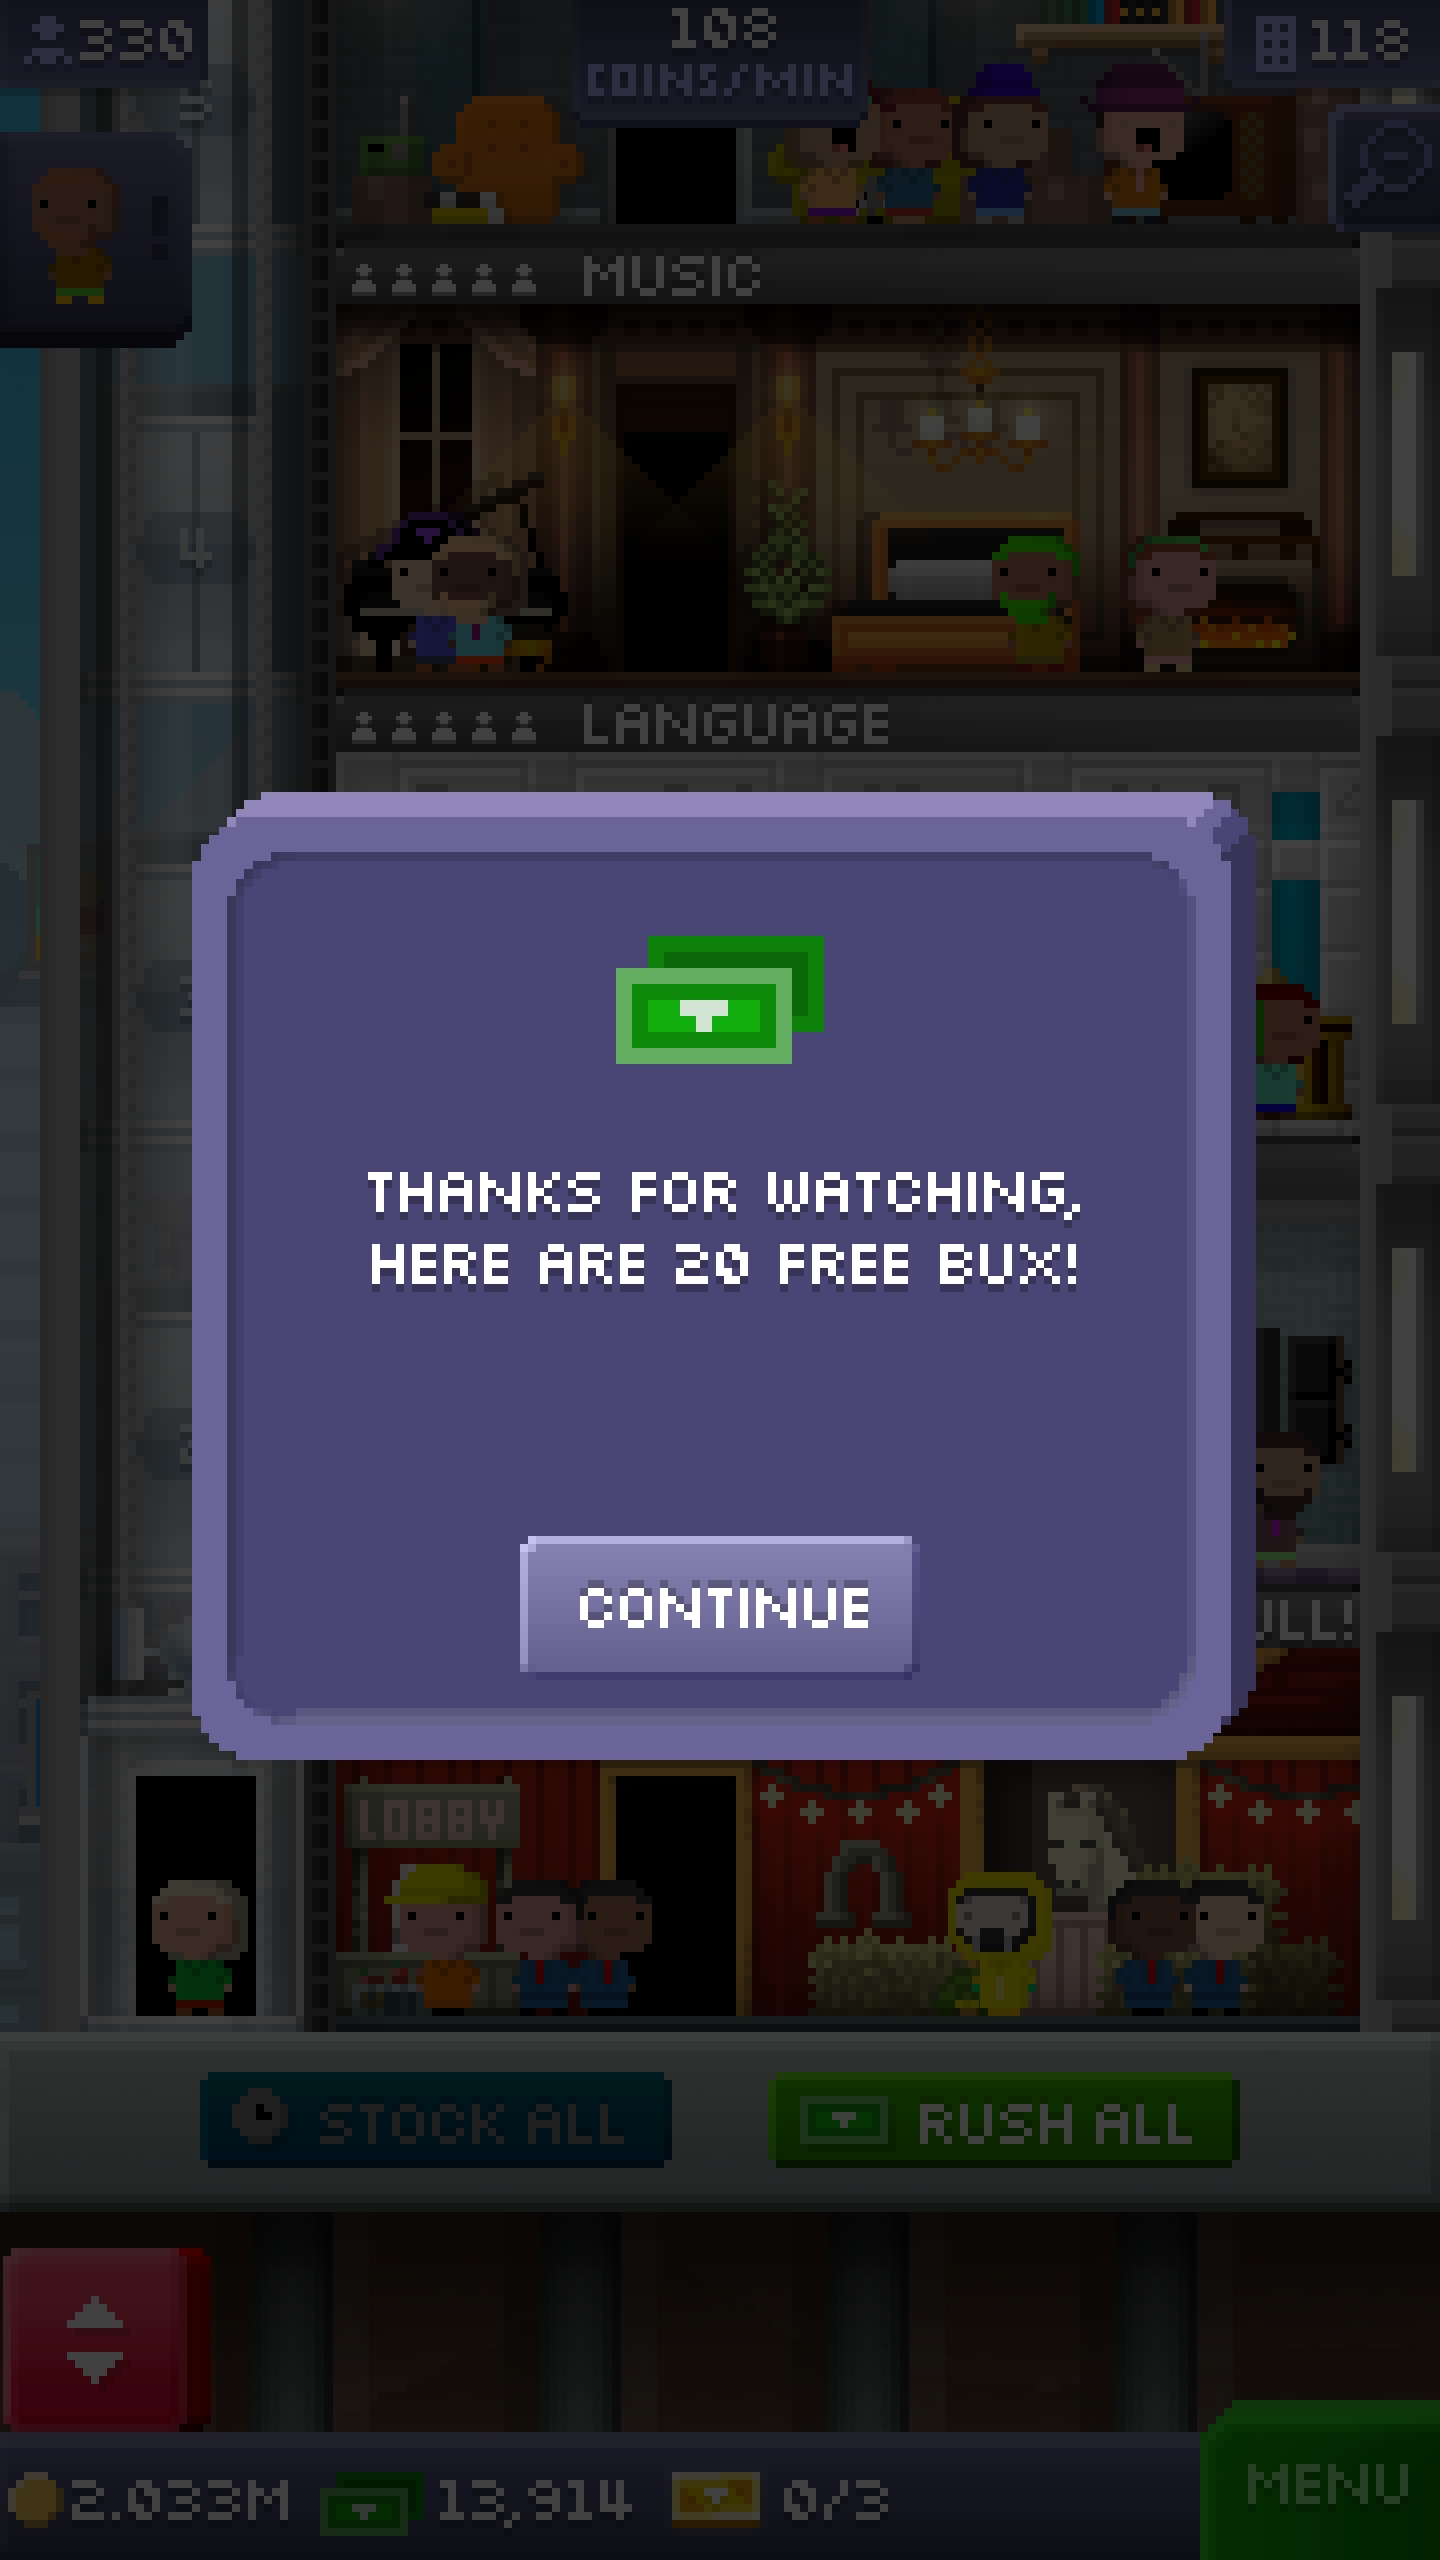 330
108
COINS/MIN
118
MUSIC
4
LANGUAGE
THANKS FOR WATCHING,
HERE ARE 20 FREE BUX!
CONTINUE
LOBBY
STOCK ALL
RUSH ALL
2.033M
13,914
0/3
MENU